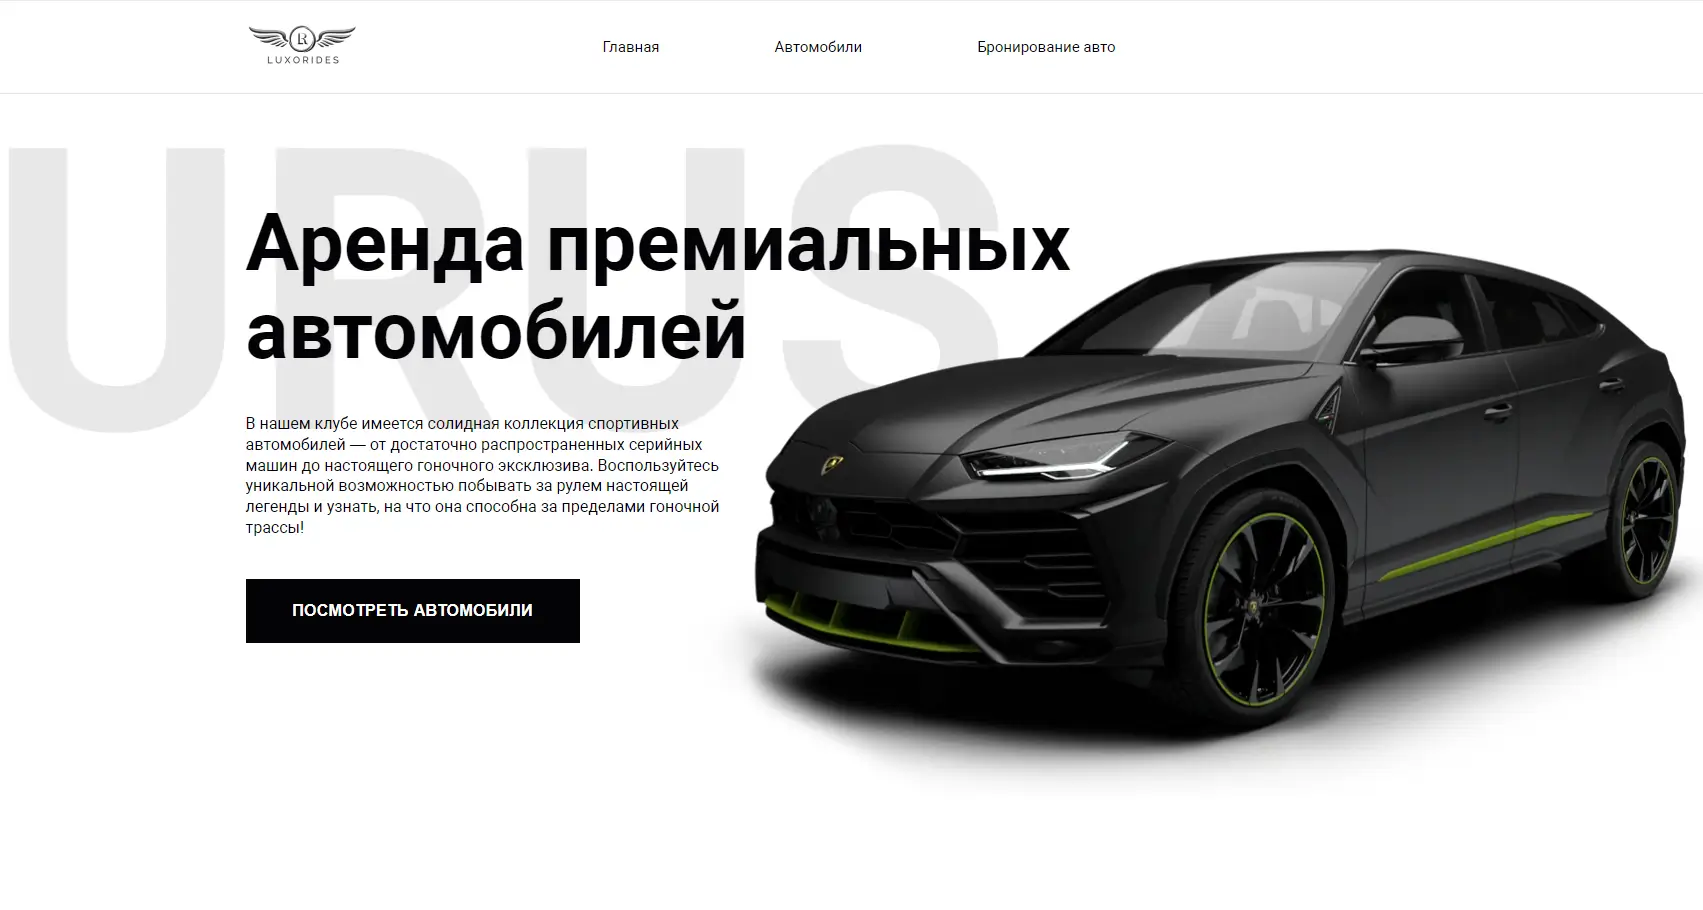 LR
LUXORIDES
Главная
Автомобили
Бронирование авто
URUS
Аренда премиальных
автомобилей
В нашем клубе имеется солидная коллекция спортивных
автомобилей — от достаточно распространенных серийных
машин до настоящего гоночного эксклюзива. Воспользуйтесь
уникальной возможностью побывать за рулем настоящей
легенды и узнать, на что она способна за пределами гоночной
трассы!
ПОСМОТРЕТЬ АВТОМОБИЛИ